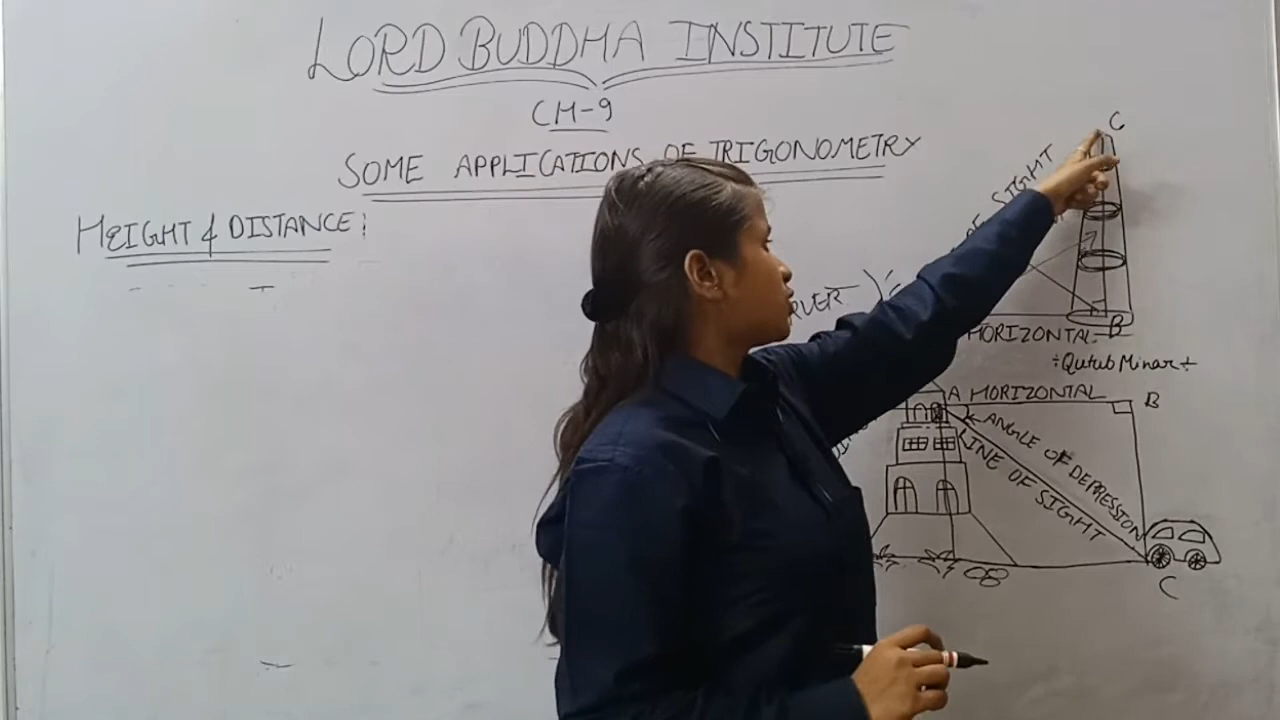 LORD BUDDHA INSTITUTE
CH-9
SOME APPLICATIONS OF TRIGONOMETRY
HEIGHT & DISTANCE:
C
SIGHT
B
HORIZONTAL
÷Qutub Minar÷
A HORIZONTAL B
ANGLE OF DEPRESSION
LINE OF SIGHT
C